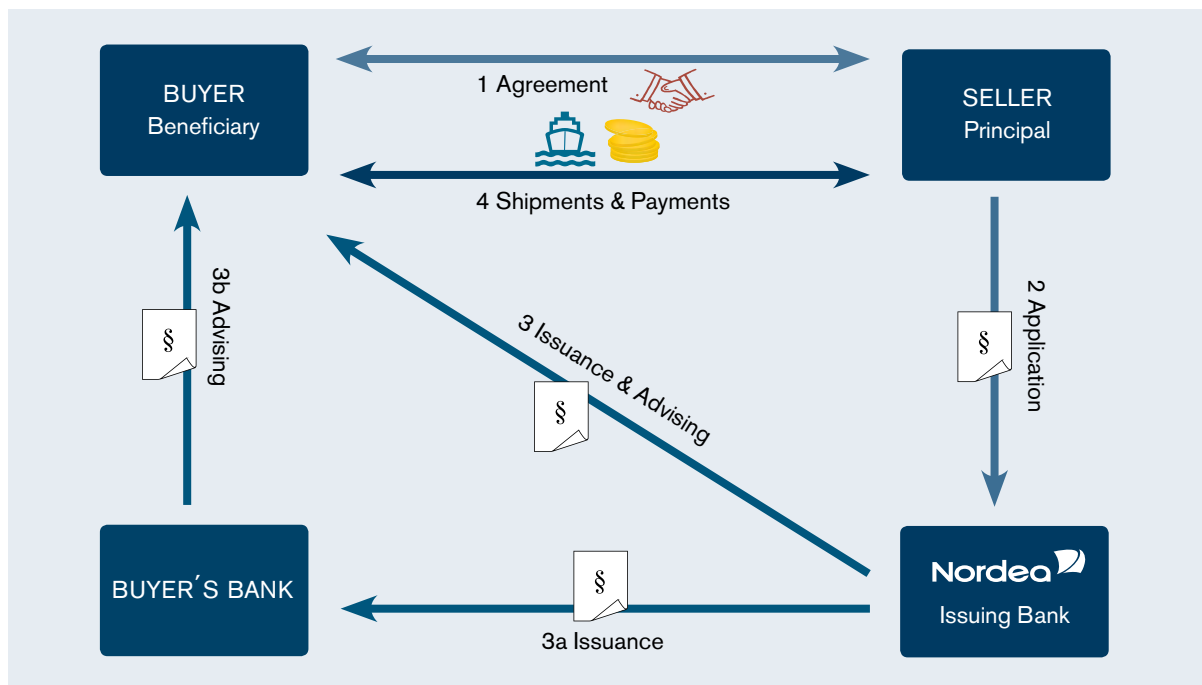 BUYER
Beneficiary
1 Agreement
SELLER
Principal
4 Shipments & Payments
3b Advising
§
3 Issuance & Advising
§
2 Application
§
BUYER´S BANK
§
3a Issuance
Nordea
Issuing Bank